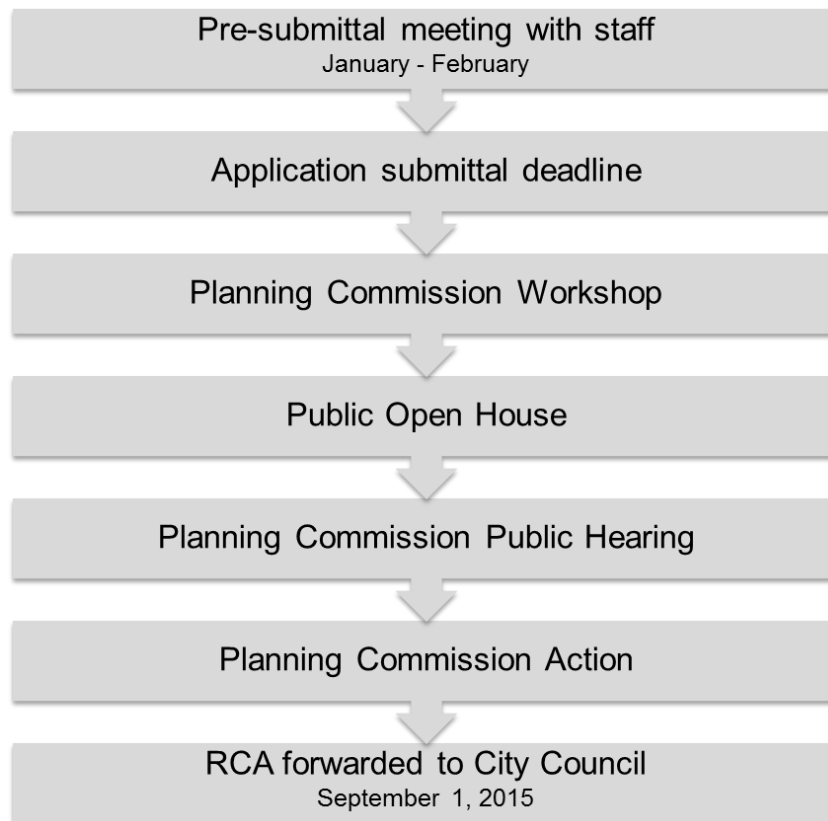 Pre-submittal meeting with staff
January - February
Application submittal deadline
Planning Commission Workshop
Public Open House
Planning Commission Public Hearing
Planning Commission Action
RCA forwarded to City Council
September 1, 2015